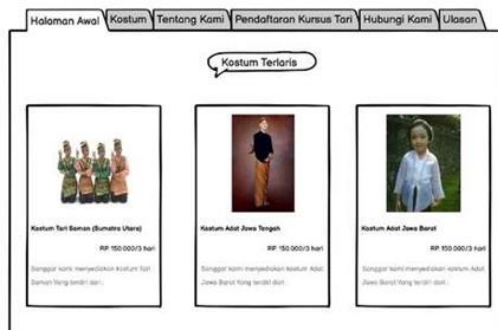 Halaman Awal
Kostum
Tentang Kami
Pendaftaran Kursus Tari
Hubungi Kami
Ulasan
Kostum Terlaris
Kostum Tari Saman (Sumatra Utara)
RP 150.000/3 hari
Sanggar kami menyediakan Kostum Tari
Saman Yang terdiri dari :
Kostum Adat Jawa Tengah
RP 150.000/3 hari
Sanggar kami menyediakan Kostum Adat
Jawa Barat Yang terdiri dari :
Kostum Adat Jawa Barat
RP 150.000/3 hari
Sanggar kami menyediakan kostum Adat
Jawa Barat Yang terdiri dari :